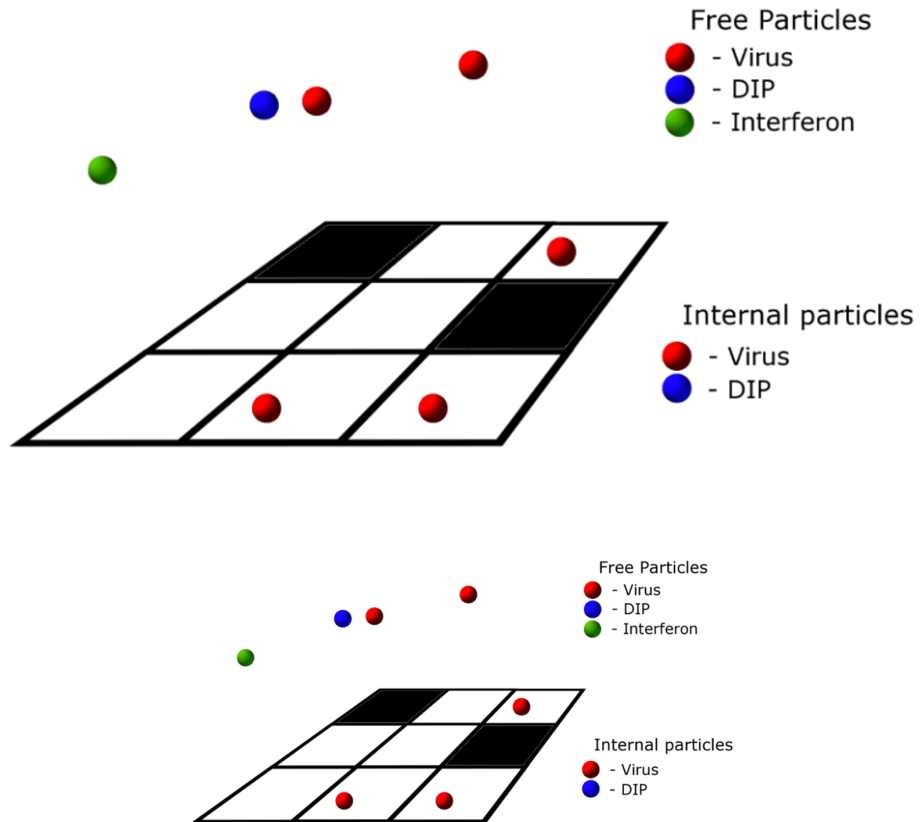 Free Particles
- Virus
- DIP
- Interferon
Internal particles
- Virus
- DIP
Free Particles
- Virus
- DIP
- Interferon
Internal particles
- Virus
- DIP